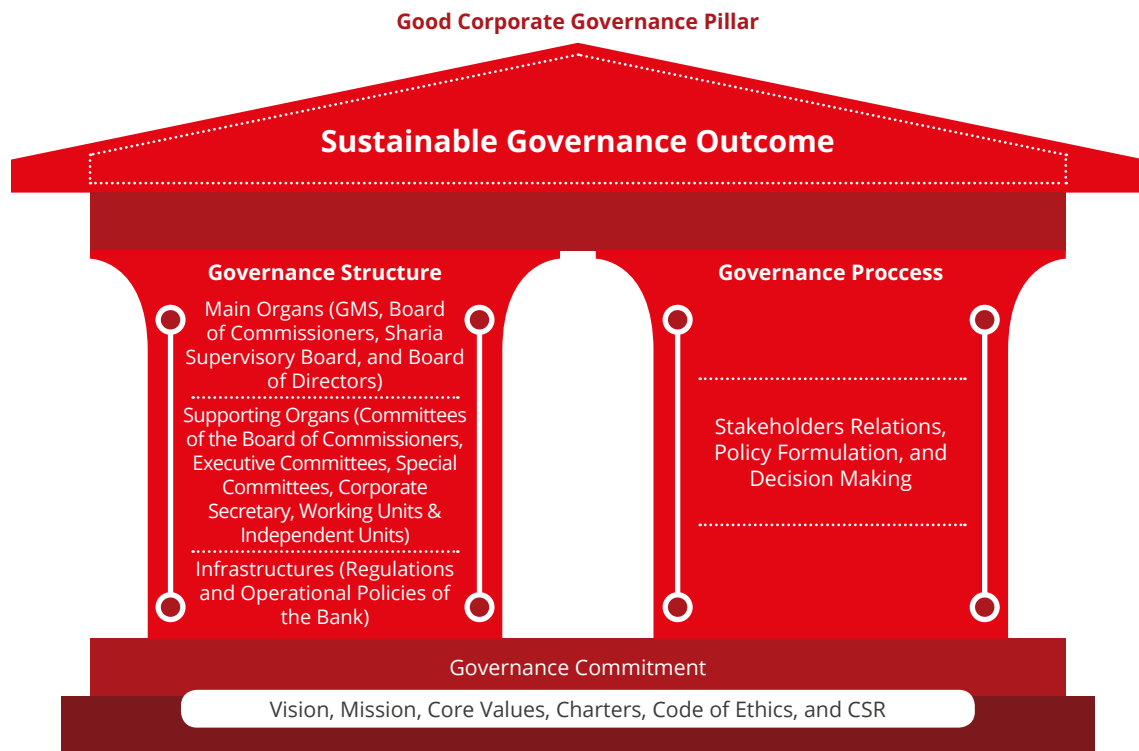 Good Corporate Governance Pillar
Sustainable Governance Outcome
Governance Structure
Main Organs (GMS, Board
of Commissioners, Sharia
Supervisory Board, and Board
of Directors)
Supporting Organs (Committees
of the Board of Commissioners,
Executive Committees, Special
Committees, Corporate
Secretary, Working Units &
Independent Units)
Infrastructures (Regulations
and Operational Policies of
the Bank)
Governance Proccess
Stakeholders Relations,
Policy Formulation, and
Decision Making
Governance Commitment
Vision, Mission, Core Values, Charters, Code of Ethics, and CSR